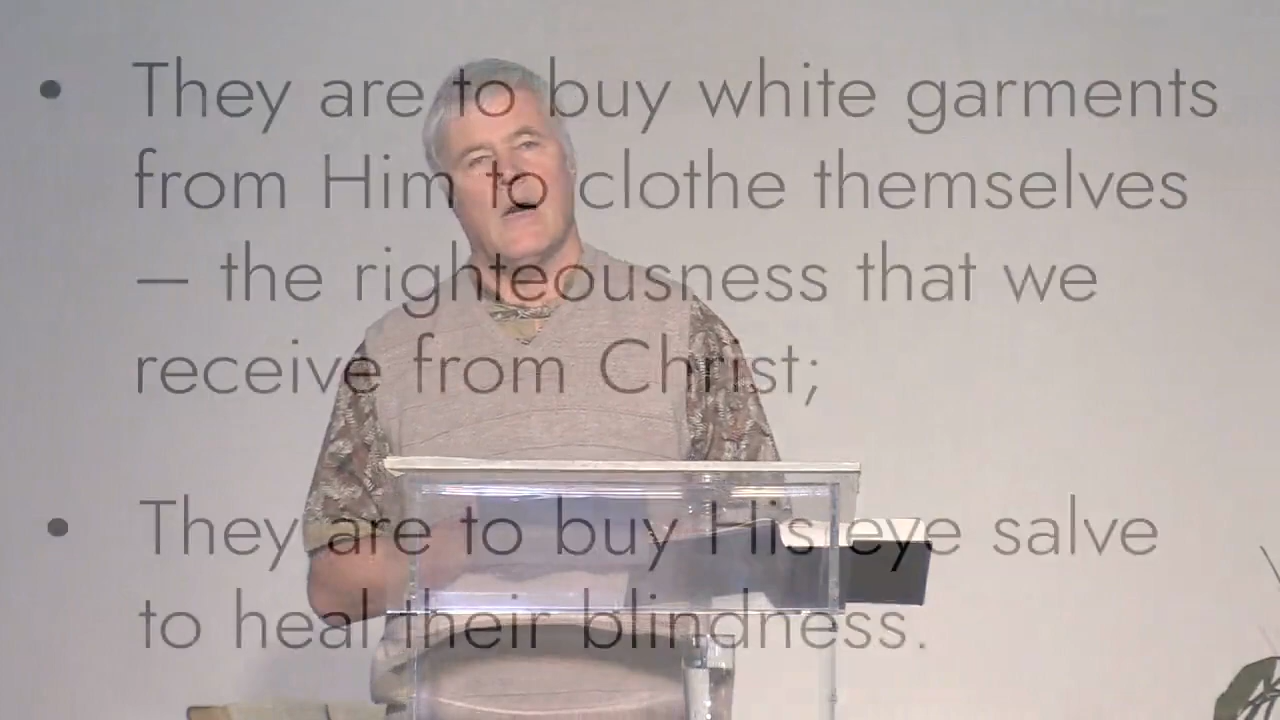 • They are to buy white garments
from Him to clothe themselves
– the righteousness that we
receive from Christ;
• They are to buy His eye salve
to heal their blindness.